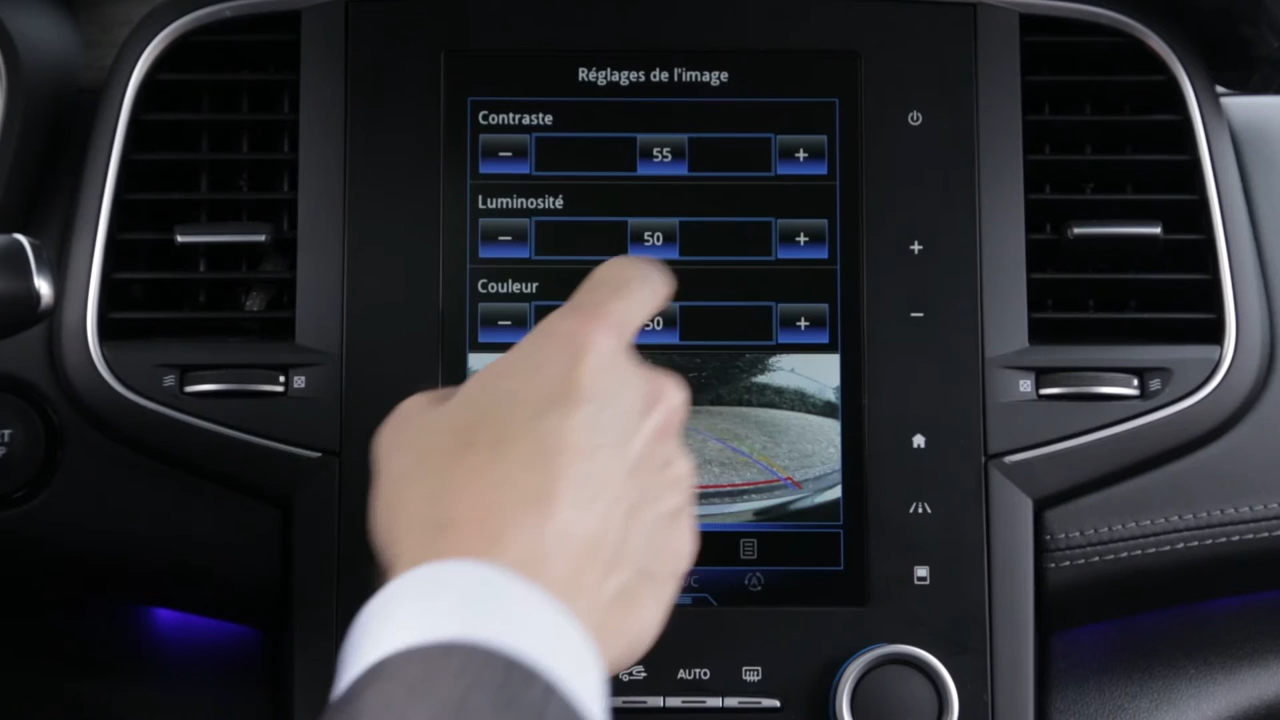 Réglages de l'image
Contraste
− 55 +
Luminosité
− 50 +
Couleur
− 50 +
AUTO